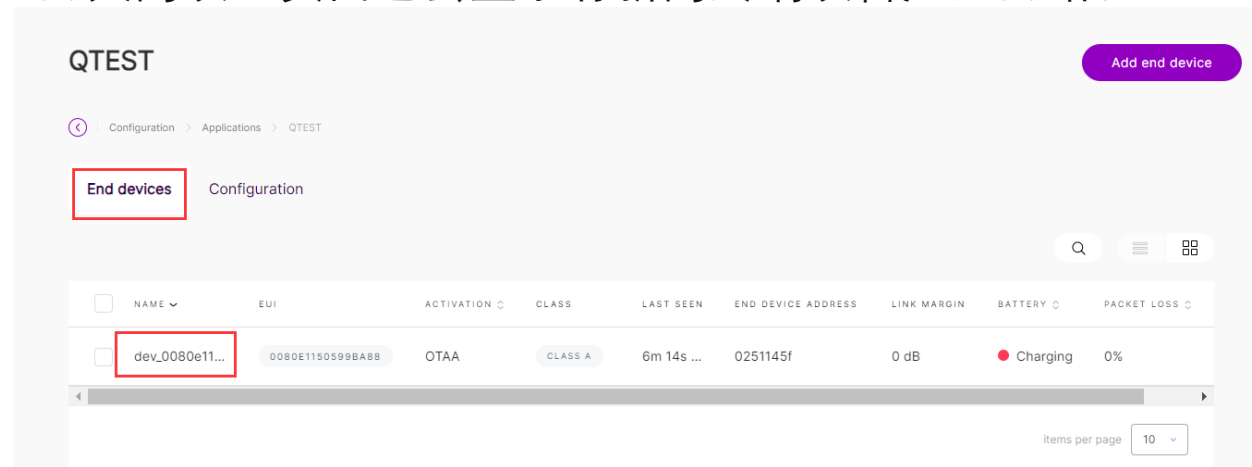 QTEST
Add end device
Configuration > Applications > QTEST
End devices Configuration
NAME EUI ACTIVATION CLASS LAST SEEN END DEVICE ADDRESS LINK MARGIN BATTERY PACKET LOSS
dev_0080e11... 0080E1150599BA88 OTAA CLASS A 6m 14s ... 0251145f 0 dB Charging 0%
items per page 10